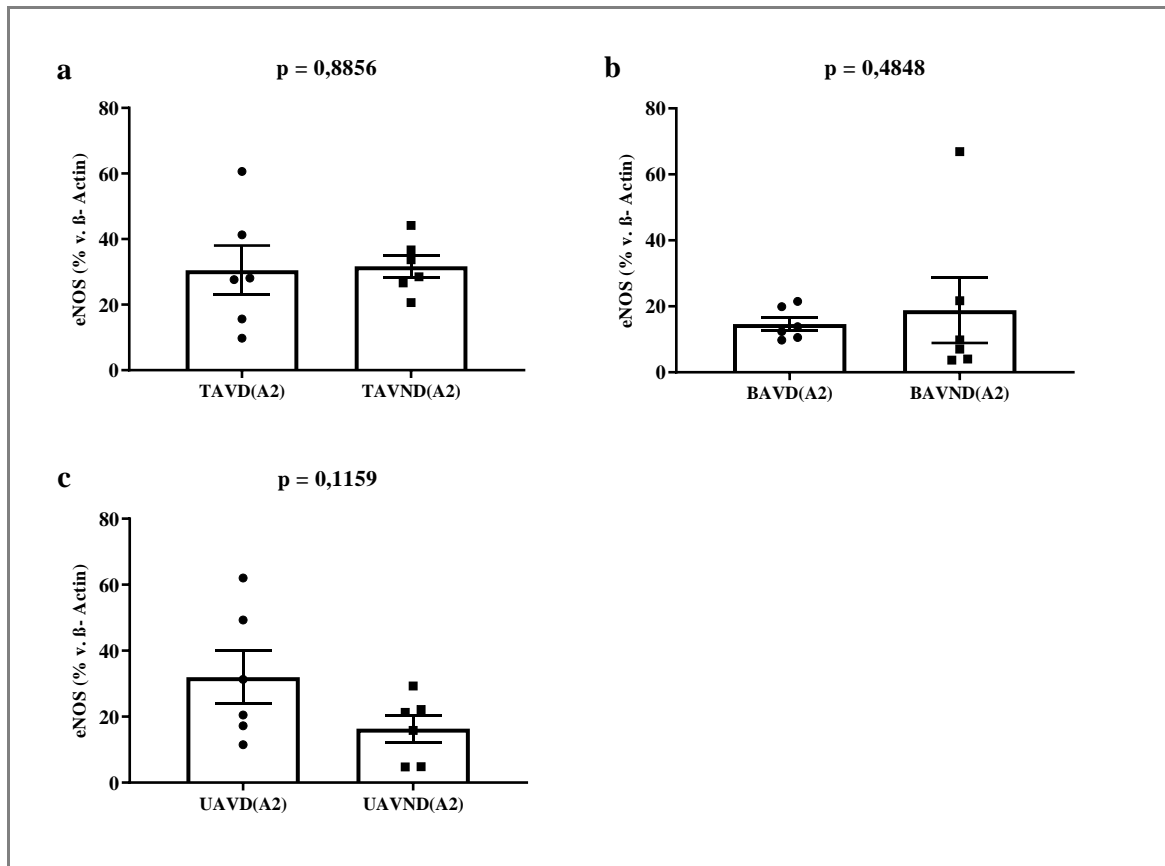 a
p = 0,8856
eNOS (% v. ß- Actin)
80
60
40
20
0
TAVD(A2) TAVND(A2)
b
p = 0,4848
eNOS (% v. ß- Actin)
80
60
40
20
0
BAVD(A2) BAVND(A2)
c
p = 0,1159
eNOS (% v. ß- Actin)
80
60
40
20
0
UAVD(A2) UAVND(A2)